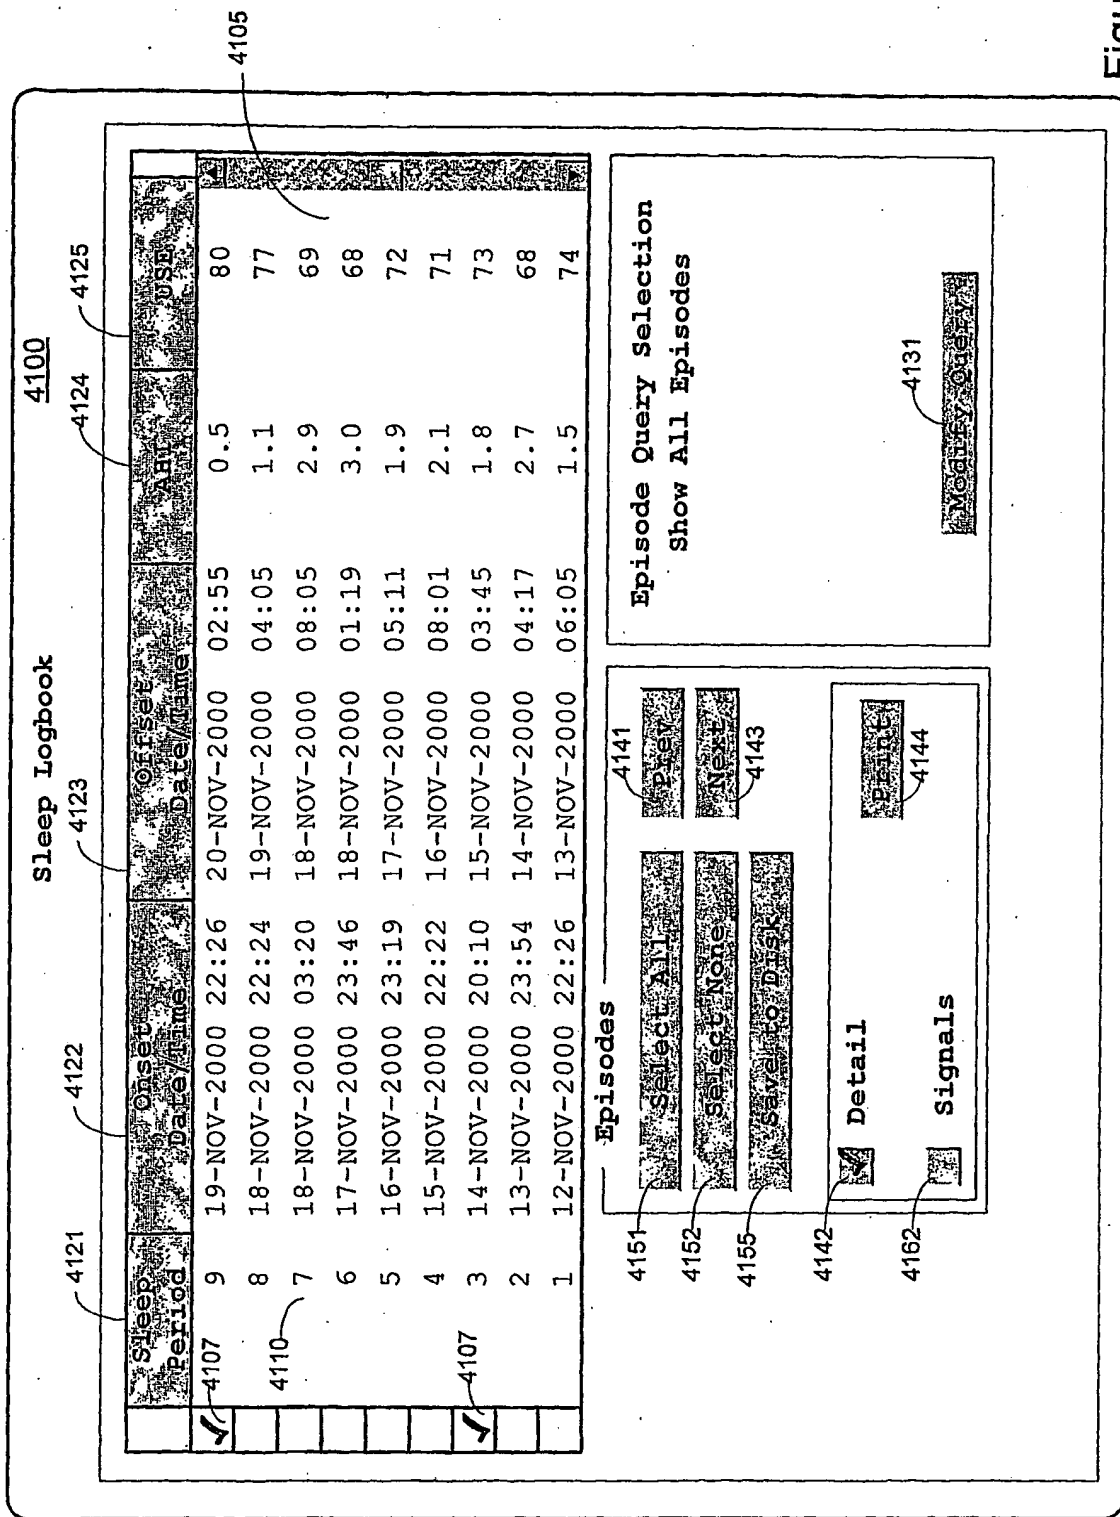 4100
Sleep Logbook
4121
4122
4123
4124
4125
4105
Sleep Period
Onset Date/Time
Offset Date/Time
AHI
USE
9 19-NOV-2000 22:26 20-NOV-2000 02:55 0.5 80
8 18-NOV-2000 22:24 19-NOV-2000 04:05 1.1 77
7 18-NOV-2000 03:20 18-NOV-2000 08:05 2.9 69
6 17-NOV-2000 23:46 18-NOV-2000 01:19 3.0 68
5 16-NOV-2000 23:19 17-NOV-2000 05:11 1.9 72
4 15-NOV-2000 22:22 16-NOV-2000 08:01 2.1 71
3 14-NOV-2000 20:10 15-NOV-2000 03:45 1.8 73
2 13-NOV-2000 23:54 14-NOV-2000 04:17 2.7 68
1 12-NOV-2000 22:26 13-NOV-2000 06:05 1.5 74
4107
4110
4107
Episodes
4151
Select All
Prev
4141
4152
Select None
Next
4143
4155
Save to Disk
4142
Detail
Print
4144
4162
Signals
Episode Query Selection
Show All Episodes
4131
Modify Query